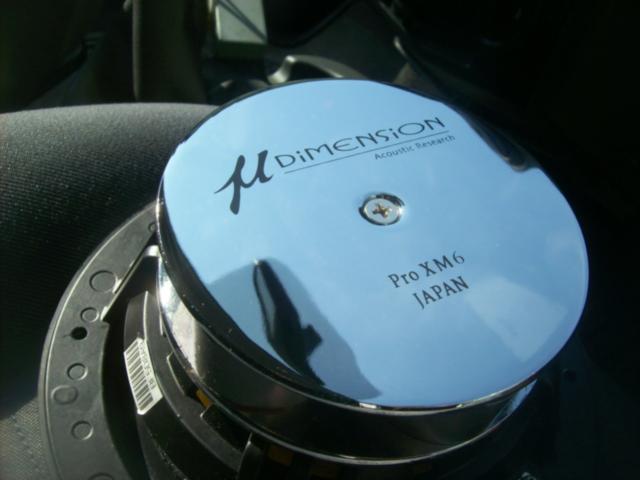 µ DiMENSiON
Acoustic Research
Pro XM6
JAPAN